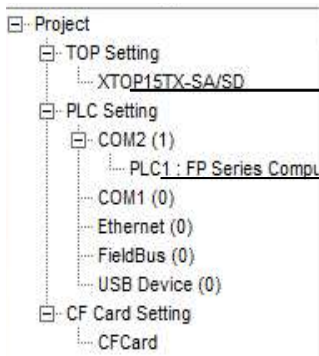 Project
TOP Setting
XTOP15TX-SA/SD
PLC Setting
COM2 (1)
PLC1 : FP Series Compu
COM1 (0)
Ethernet (0)
FieldBus (0)
USB Device (0)
CF Card Setting
CFCard